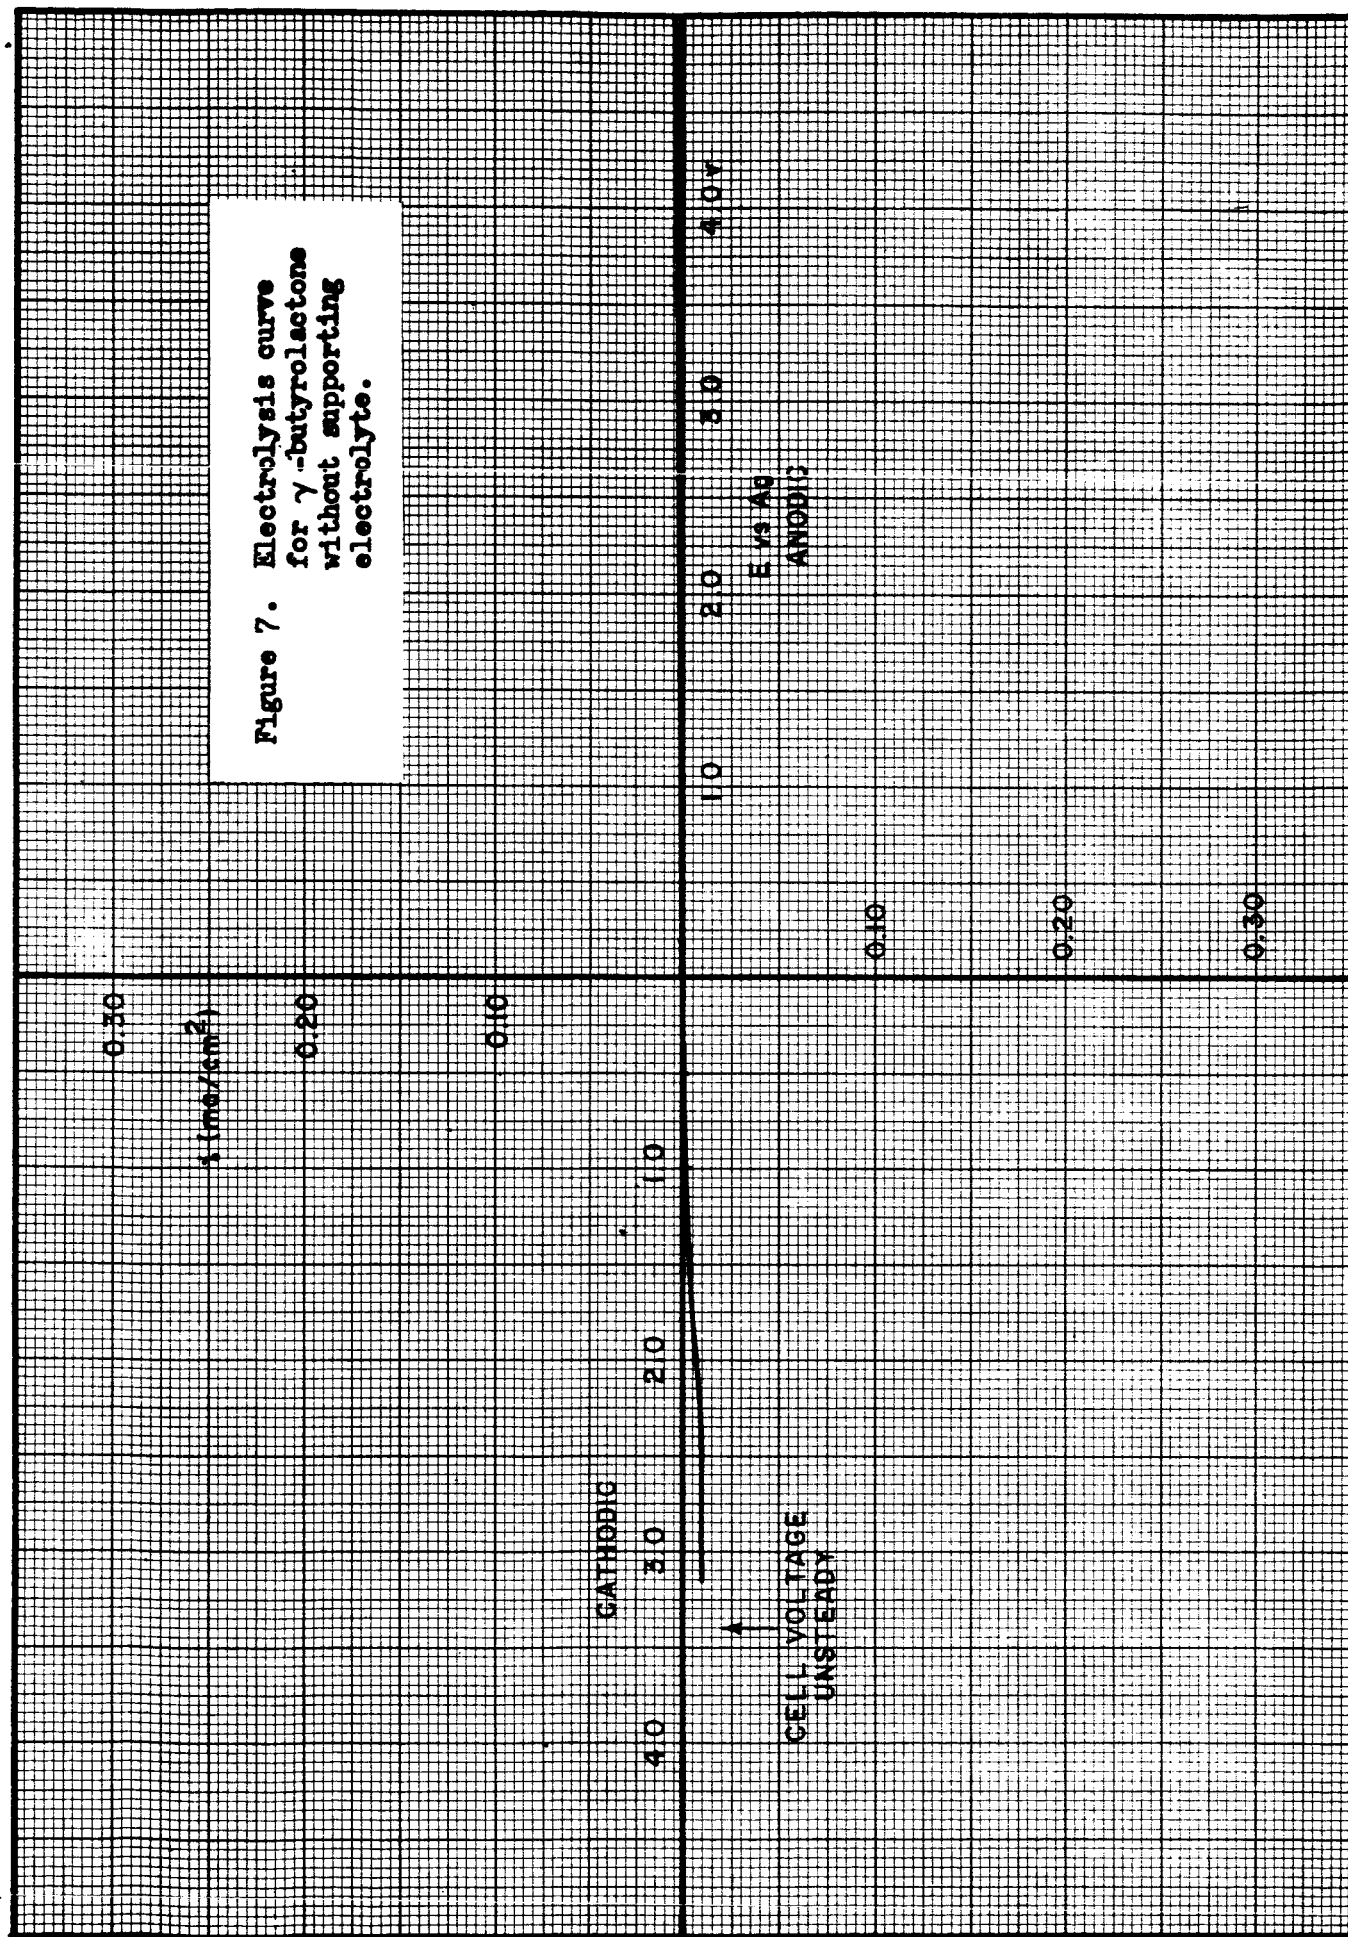 Figure 7. Electrolysis curve
for γ-butyrolactone
without supporting
electrolyte.
0.30
i (ma/cm²)
0.20
0.10
CATHODIC
4.0
3.0
2.0
1.0
1.0
2.0
3.0
4.0 v
E vs Ag
ANODIC
CELL VOLTAGE
UNSTEADY
0.10
0.20
0.30